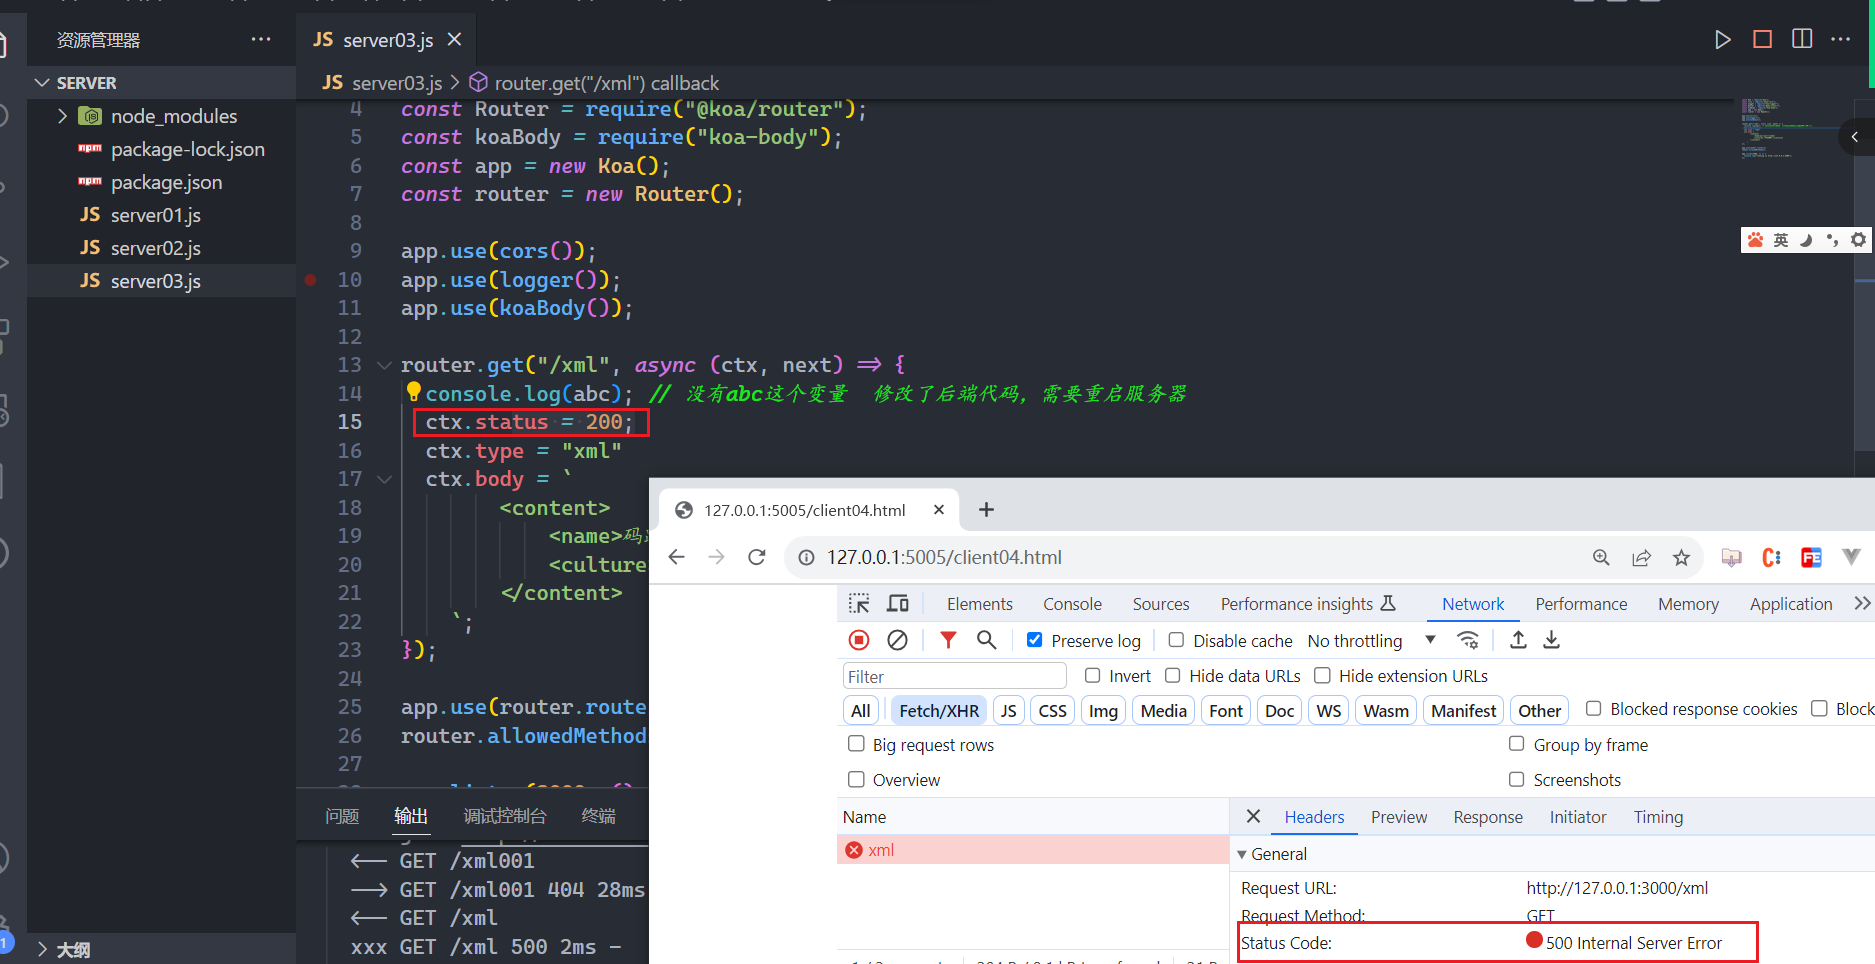 资源管理器 ···
SERVER
node_modules
package-lock.json
package.json
JS server01.js
JS server02.js
JS server03.js
大纲
JS server03.js
JS server03.js > router.get("/xml") callback
4 const Router = require("@koa/router");
5 const koaBody = require("koa-body");
6 const app = new Koa();
7 const router = new Router();
8
9 app.use(cors());
10 app.use(logger());
11 app.use(koaBody());
12
13 router.get("/xml", async (ctx, next) => {
14 console.log(abc); // 没有abc这个变量 修改了后端代码，需要重启服务器
15 ctx.status = 200;
16 ctx.type = "xml"
17 ctx.body = `
18 <content>
19 <name>码
20 <culture
21 </content>
22 `;
23 });
24
25 app.use(router.route
26 router.allowedMethod
27
问题 输出 调试控制台 终端
<-- GET /xml001
--> GET /xml001 404 28ms
<-- GET /xml
xxx GET /xml 500 2ms -
英
127.0.0.1:5005/client04.html
127.0.0.1:5005/client04.html
Elements Console Sources Performance insights Network Performance Memory Application
Preserve log Disable cache No throttling
Filter Invert Hide data URLs Hide extension URLs
All Fetch/XHR JS CSS Img Media Font Doc WS Wasm Manifest Other Blocked response cookies Block
Big request rows Group by frame
Overview Screenshots
Name
xml
Headers Preview Response Initiator Timing
General
Request URL: http://127.0.0.1:3000/xml
Request Method: GET
Status Code: 500 Internal Server Error